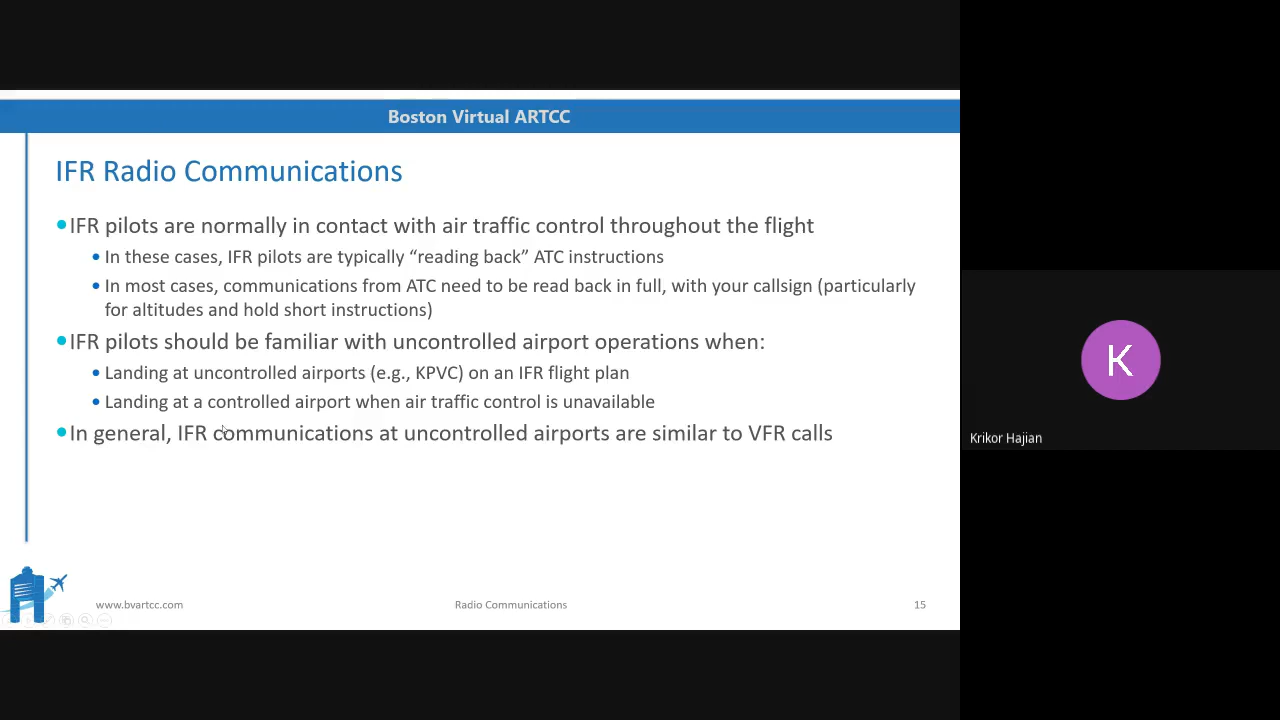 Boston Virtual ARTCC
IFR Radio Communications
•IFR pilots are normally in contact with air traffic control throughout the flight
• In these cases, IFR pilots are typically “reading back” ATC instructions
• In most cases, communications from ATC need to be read back in full, with your callsign (particularly
for altitudes and hold short instructions)
•IFR pilots should be familiar with uncontrolled airport operations when:
• Landing at uncontrolled airports (e.g., KPVC) on an IFR flight plan
• Landing at a controlled airport when air traffic control is unavailable
•In general, IFR communications at uncontrolled airports are similar to VFR calls
www.bvartcc.com
Radio Communications
15
K
Krikor Hajian